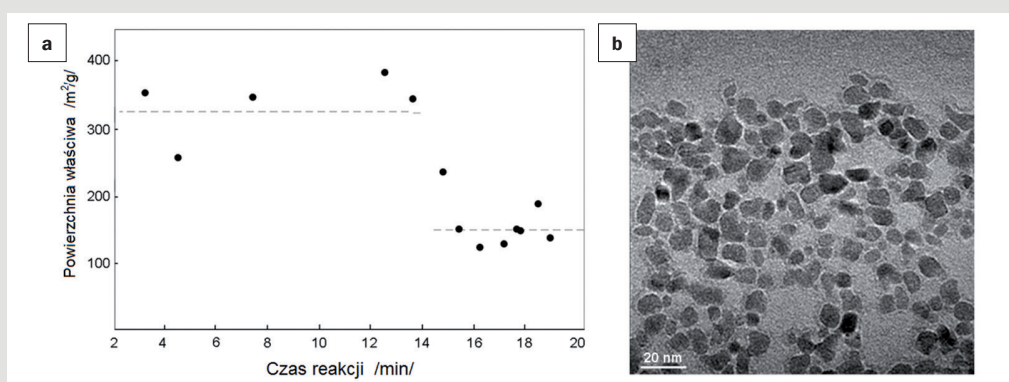 a
400
300
200
100
Powierzchnia właściwa /m²/g/
2 4 6 8 10 12 14 16 18 20
Czas reakcji /min/
b
20 nm